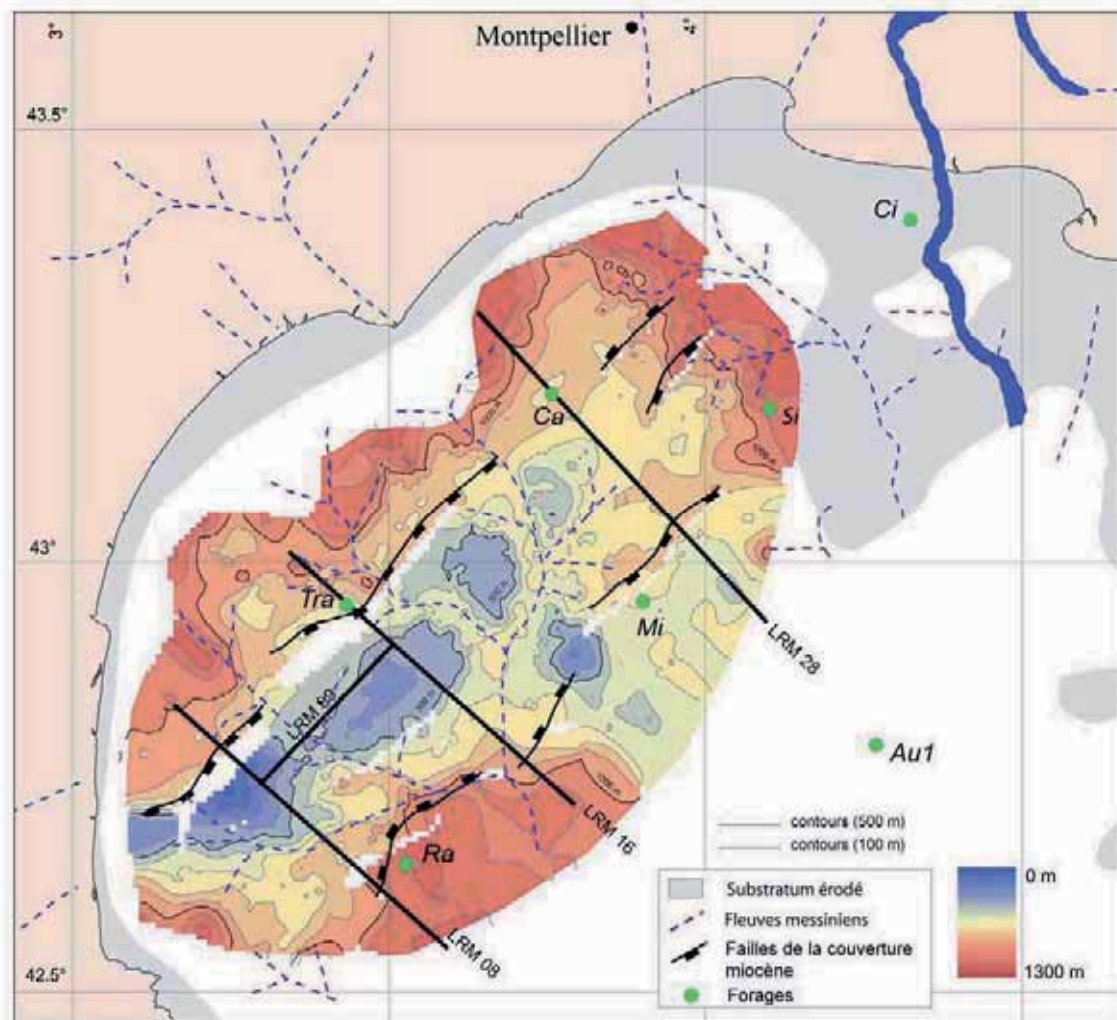 3°
4°
Montpellier
43.5°
Ci
Ca
Si
1000 m
43°
Tra
Mi
LRM 28
LRM 89
Au1
LRM 16
contours (500 m)
contours (100 m)
Ra
Substratum érodé
0 m
Fleuves messiniens
Failles de la couverture
miocène
LRM 08
1300 m
42.5°
Forages